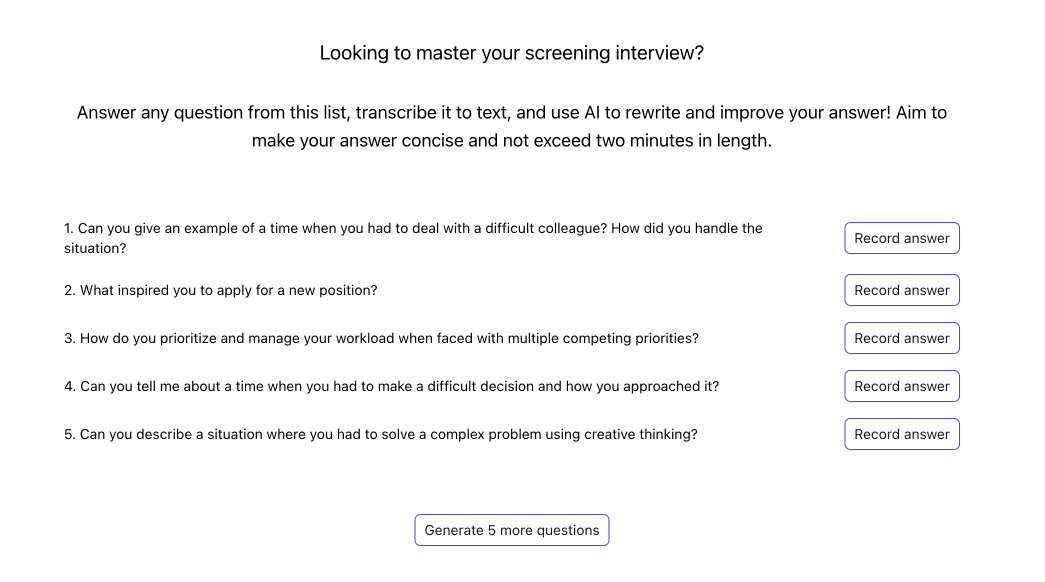 Looking to master your screening interview?
Answer any question from this list, transcribe it to text, and use AI to rewrite and improve your answer! Aim to
make your answer concise and not exceed two minutes in length.
1. Can you give an example of a time when you had to deal with a difficult colleague? How did you handle the
situation?
Record answer
2. What inspired you to apply for a new position?
Record answer
3. How do you prioritize and manage your workload when faced with multiple competing priorities?
Record answer
4. Can you tell me about a time when you had to make a difficult decision and how you approached it?
Record answer
5. Can you describe a situation where you had to solve a complex problem using creative thinking?
Record answer
Generate 5 more questions